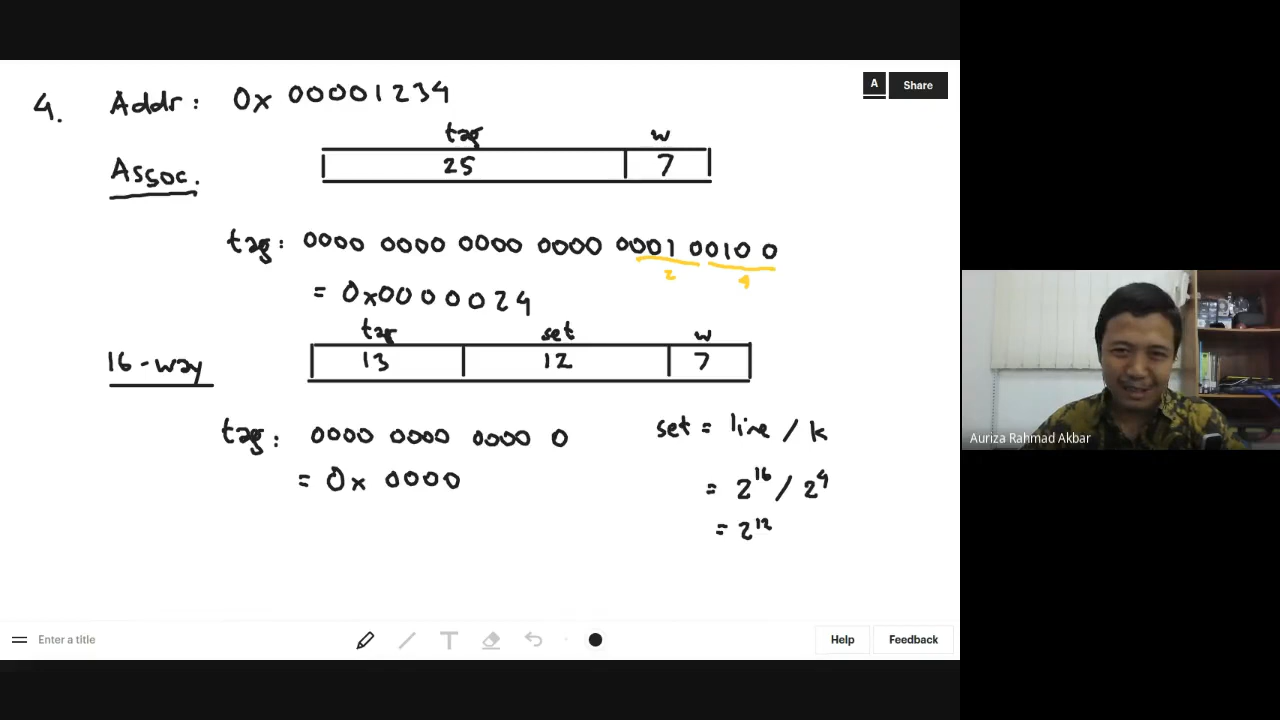 4. Addr: 0x 00001234
A Share
tag w
Assoc. 25 7
tag: 0000 0000 0000 0000 0001 0010 0
2 4
= 0x0000024
tag set w
16-way 13 12 7
tag: 0000 0000 0000 0
= 0x 0000
set = line / k
= 2^16 / 2^4
= 2^12
Auriza Rahmad Akbar
Enter a title
T
Help Feedback